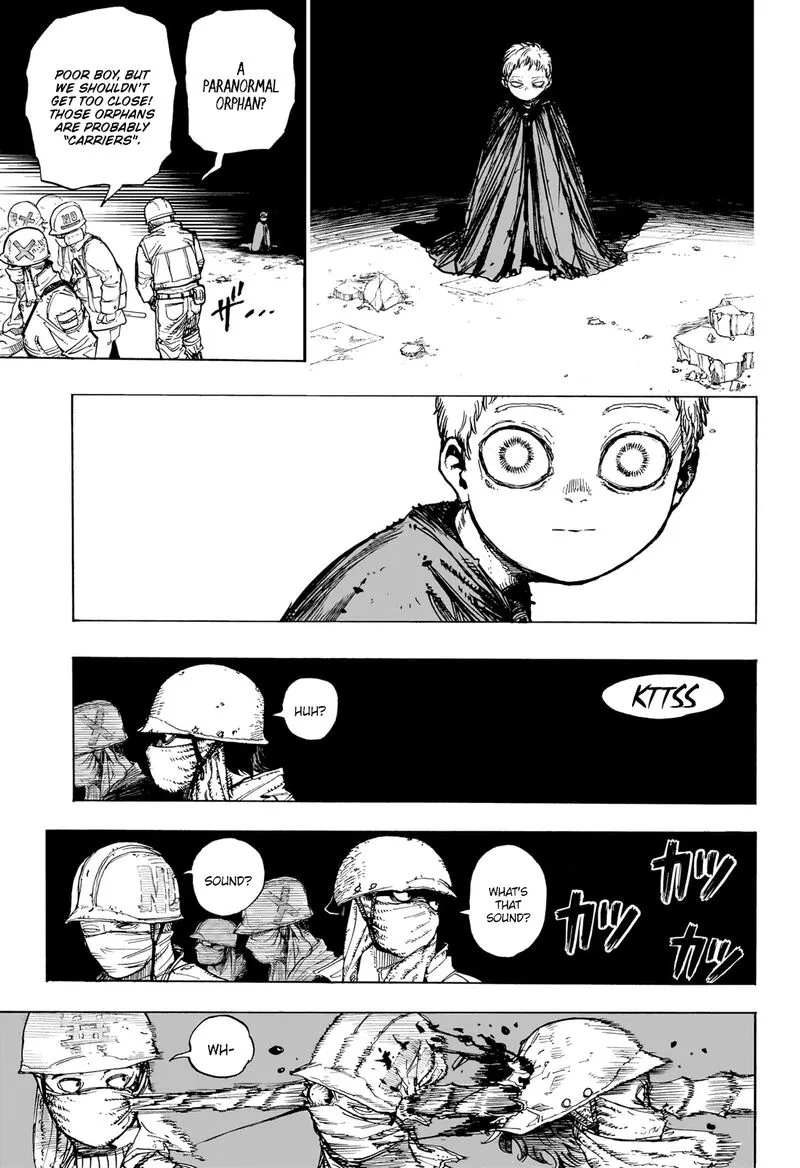 A
PARANORMAL
ORPHAN?
POOR BOY, BUT
WE SHOULDN'T
GET TOO CLOSE!
THOSE ORPHANS
ARE PROBABLY
"CARRIERS".
ザ゛...
KTTSS
HUH?
カッ
カッ
カッ
WHAT'S
THAT
SOUND?
SOUND?
WH-